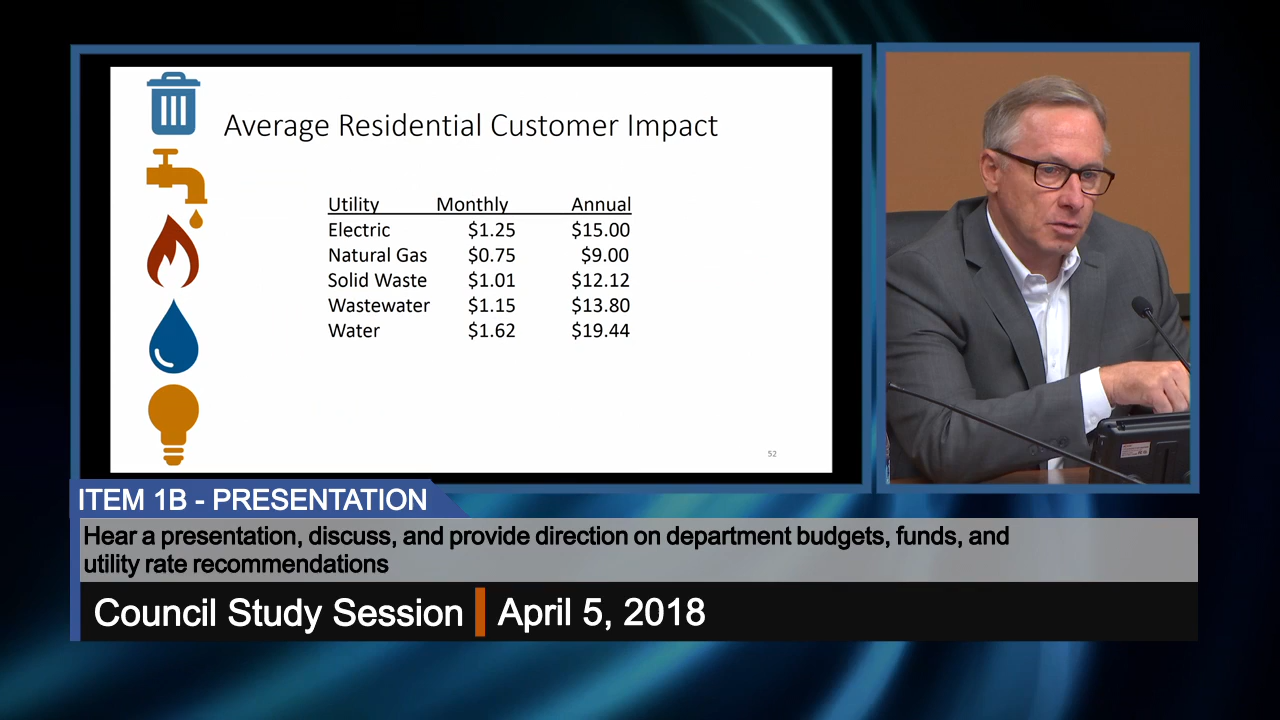 Average Residential Customer Impact
Utility Monthly Annual
Electric $1.25 $15.00
Natural Gas $0.75 $9.00
Solid Waste $1.01 $12.12
Wastewater $1.15 $13.80
Water $1.62 $19.44
52
ITEM 1B - PRESENTATION
Hear a presentation, discuss, and provide direction on department budgets, funds, and
utility rate recommendations
Council Study Session April 5, 2018